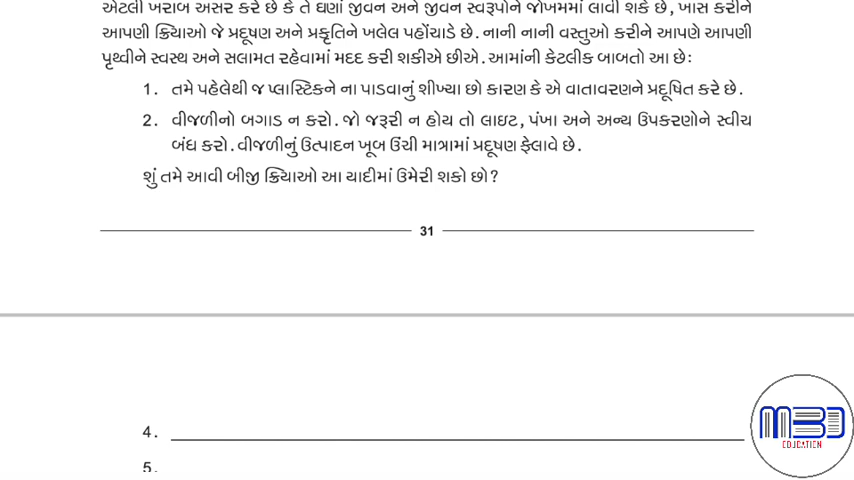 એટલી ખરાબ અસર કરે છે કે તે ઘણાં જીવન અને જીવન સ્વરૂપોને જોખમમાં લાવી શકે છે, ખાસ કરીને
આપણી ક્રિયાઓ જે પ્રદૂષણ અને પ્રકૃતિને ખલેલ પહોંચાડે છે. નાની નાની વસ્તુઓ કરીને આપણે આપણી
પૃથ્વીને સ્વસ્થ અને સલામત રહેવામાં મદદ કરી શકીએ છીએ. આમાંની કેટલીક બાબતો આ છે:
1. તમે પહેલેથી જ પ્લાસ્ટિકને ના પાડવાનું શીખ્યા છો કારણ કે એ વાતાવરણને પ્રદૂષિત કરે છે.
2. વીજળીનો બગાડ ન કરો. જો જરૂરી ન હોય તો લાઇટ, પંખા અને અન્ય ઉપકરણોને સ્વીચ
બંધ કરો. વીજળીનું ઉત્પાદન ખૂબ ઉંચી માત્રામાં પ્રદૂષણ ફેલાવે છે.
શું તમે આવી બીજી ક્રિયાઓ આ યાદીમાં ઉમેરી શકો છો?
31
4.
5.
MBD
EDUCATION